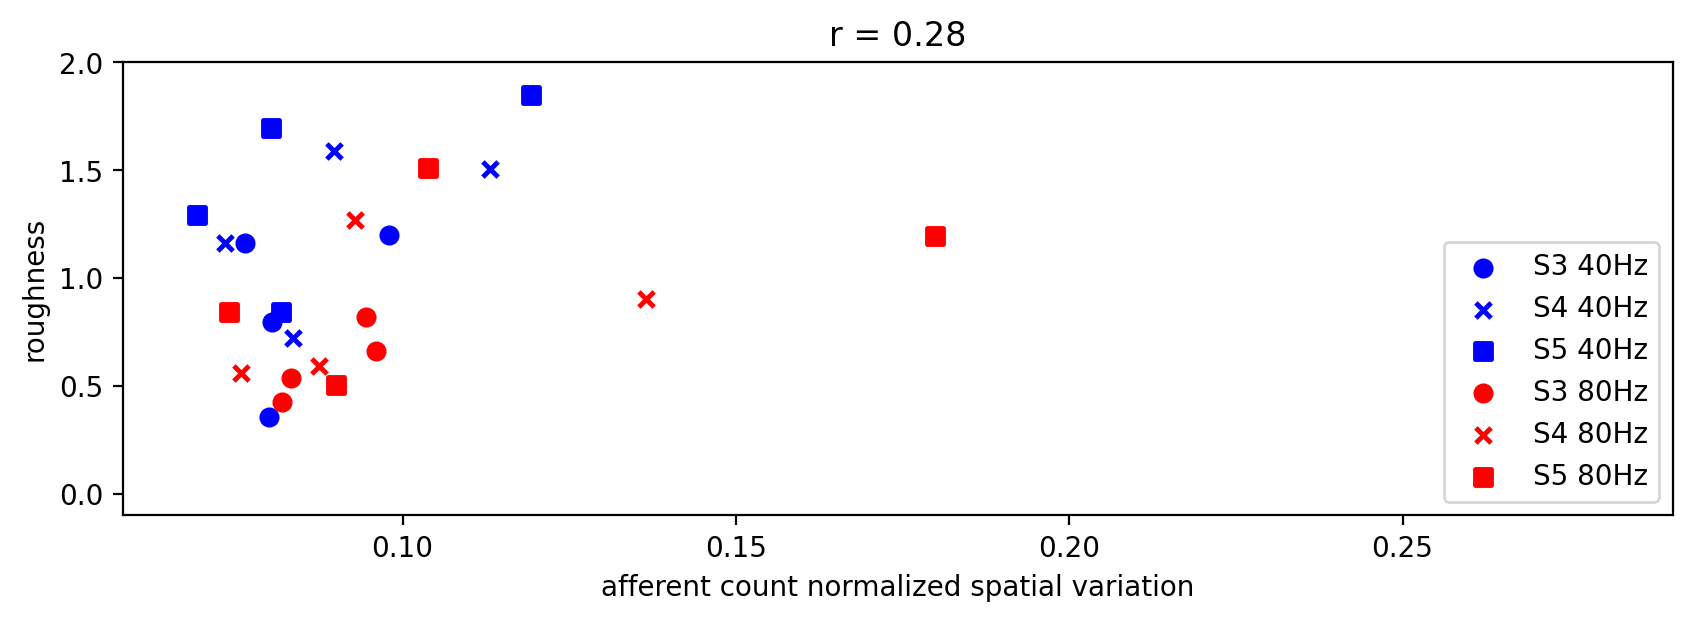 r = 0.28
2.0
1.5
1.0
0.5
0.0
roughness
S3 40Hz
S4 40Hz
S5 40Hz
S3 80Hz
S4 80Hz
S5 80Hz
0.10 0.15 0.20 0.25
afferent count normalized spatial variation